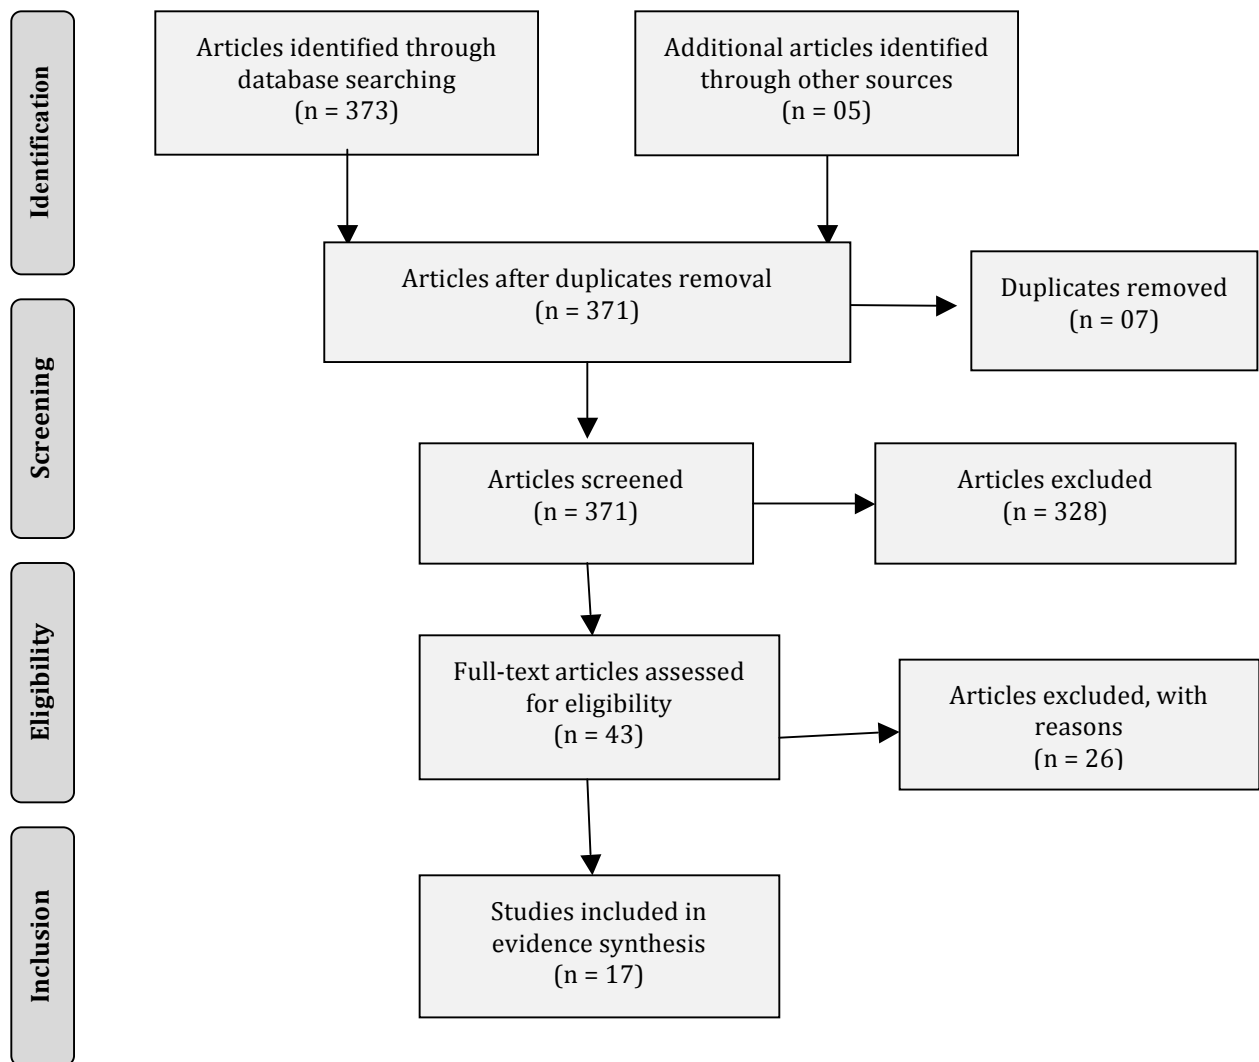 Identification
Articles identified through
database searching
(n = 373)
Additional articles identified
through other sources
(n = 05)
Articles after duplicates removal
(n = 371)
Duplicates removed
(n = 07)
Screening
Articles screened
(n = 371)
Articles excluded
(n = 328)
Eligibility
Full-text articles assessed
for eligibility
(n = 43)
Articles excluded, with
reasons
(n = 26)
Inclusion
Studies included in
evidence synthesis
(n = 17)